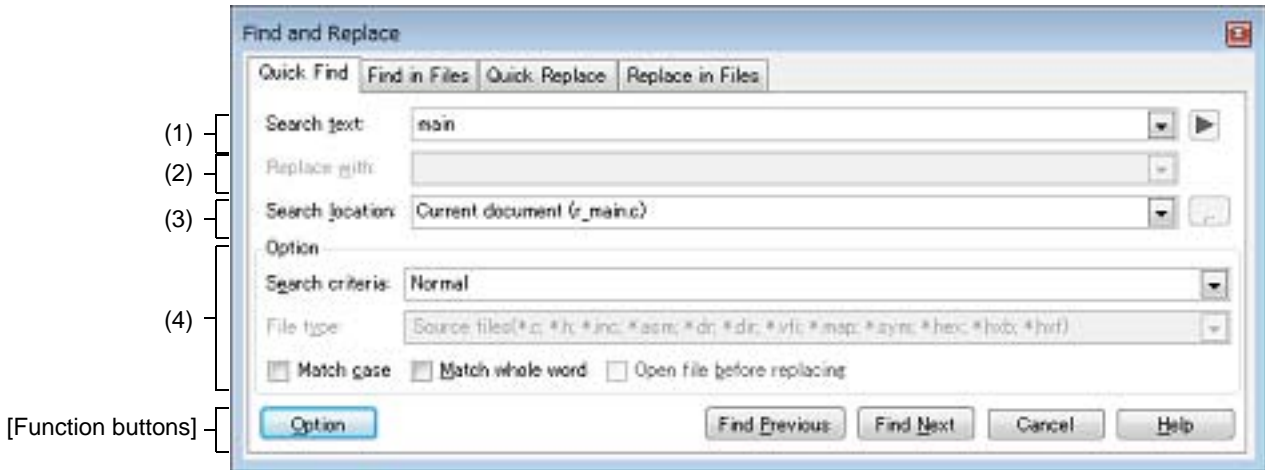 Find and Replace
Quick Find Find in Files Quick Replace Replace in Files
(1) Search text: main
(2) Replace with:
(3) Search location: Current document (r_main.c)
Option
Search criteria: Normal
(4) File type: Source files(*.c; *.h; *.inc; *.asm; *.dr; *.dir; *.vfi; *.map; *.sym; *.hex; *.hxb; *.hxf)
Match case Match whole word Open file before replacing
[Function buttons] Option Find Previous Find Next Cancel Help